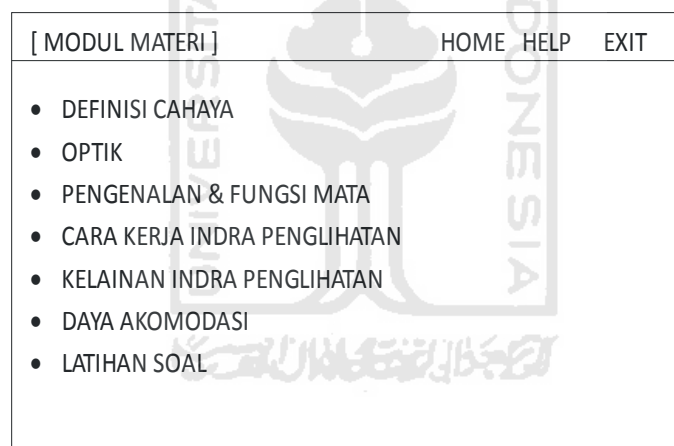 [ MODUL MATERI ] HOME HELP EXIT
• DEFINISI CAHAYA
• OPTIK
• PENGENALAN & FUNGSI MATA
• CARA KERJA INDRA PENGLIHATAN
• KELAINAN INDRA PENGLIHATAN
• DAYA AKOMODASI
• LATIHAN SOAL